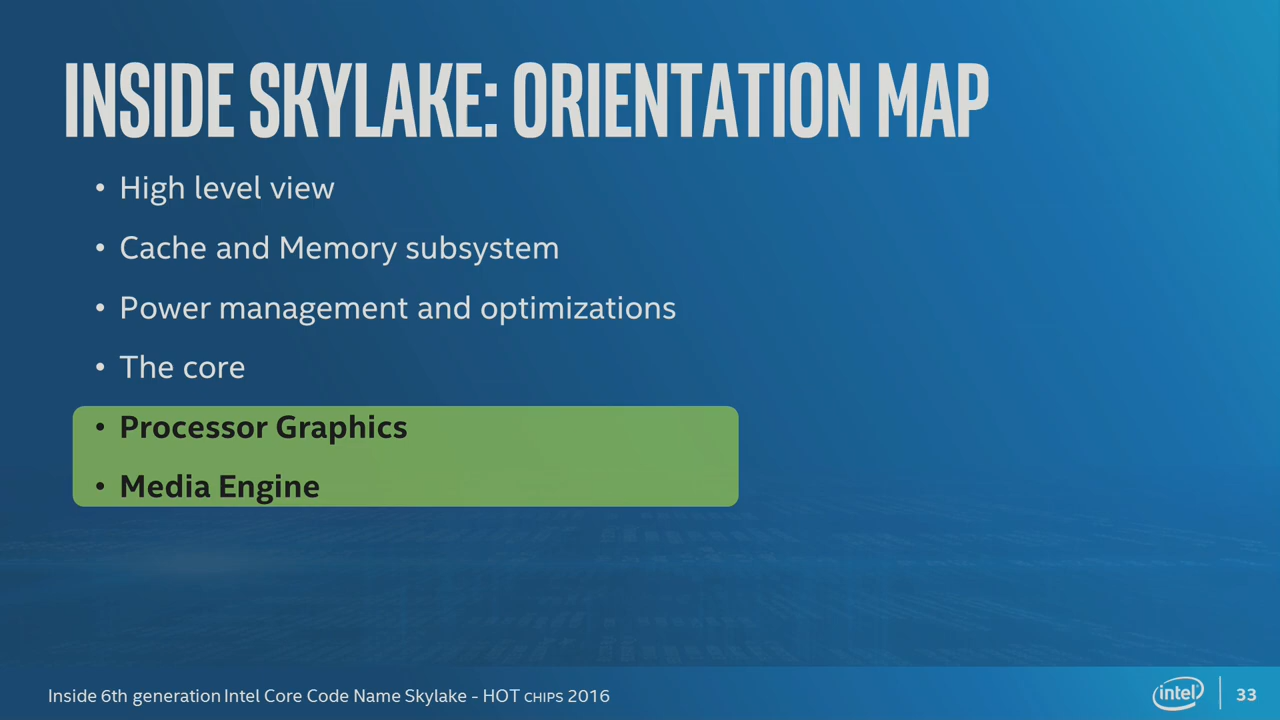 INSIDE SKYLAKE: ORIENTATION MAP
• High level view
• Cache and Memory subsystem
• Power management and optimizations
• The core
• Processor Graphics
• Media Engine
Inside 6th generation Intel Core Code Name Skylake - HOT CHIPS 2016
intel
33